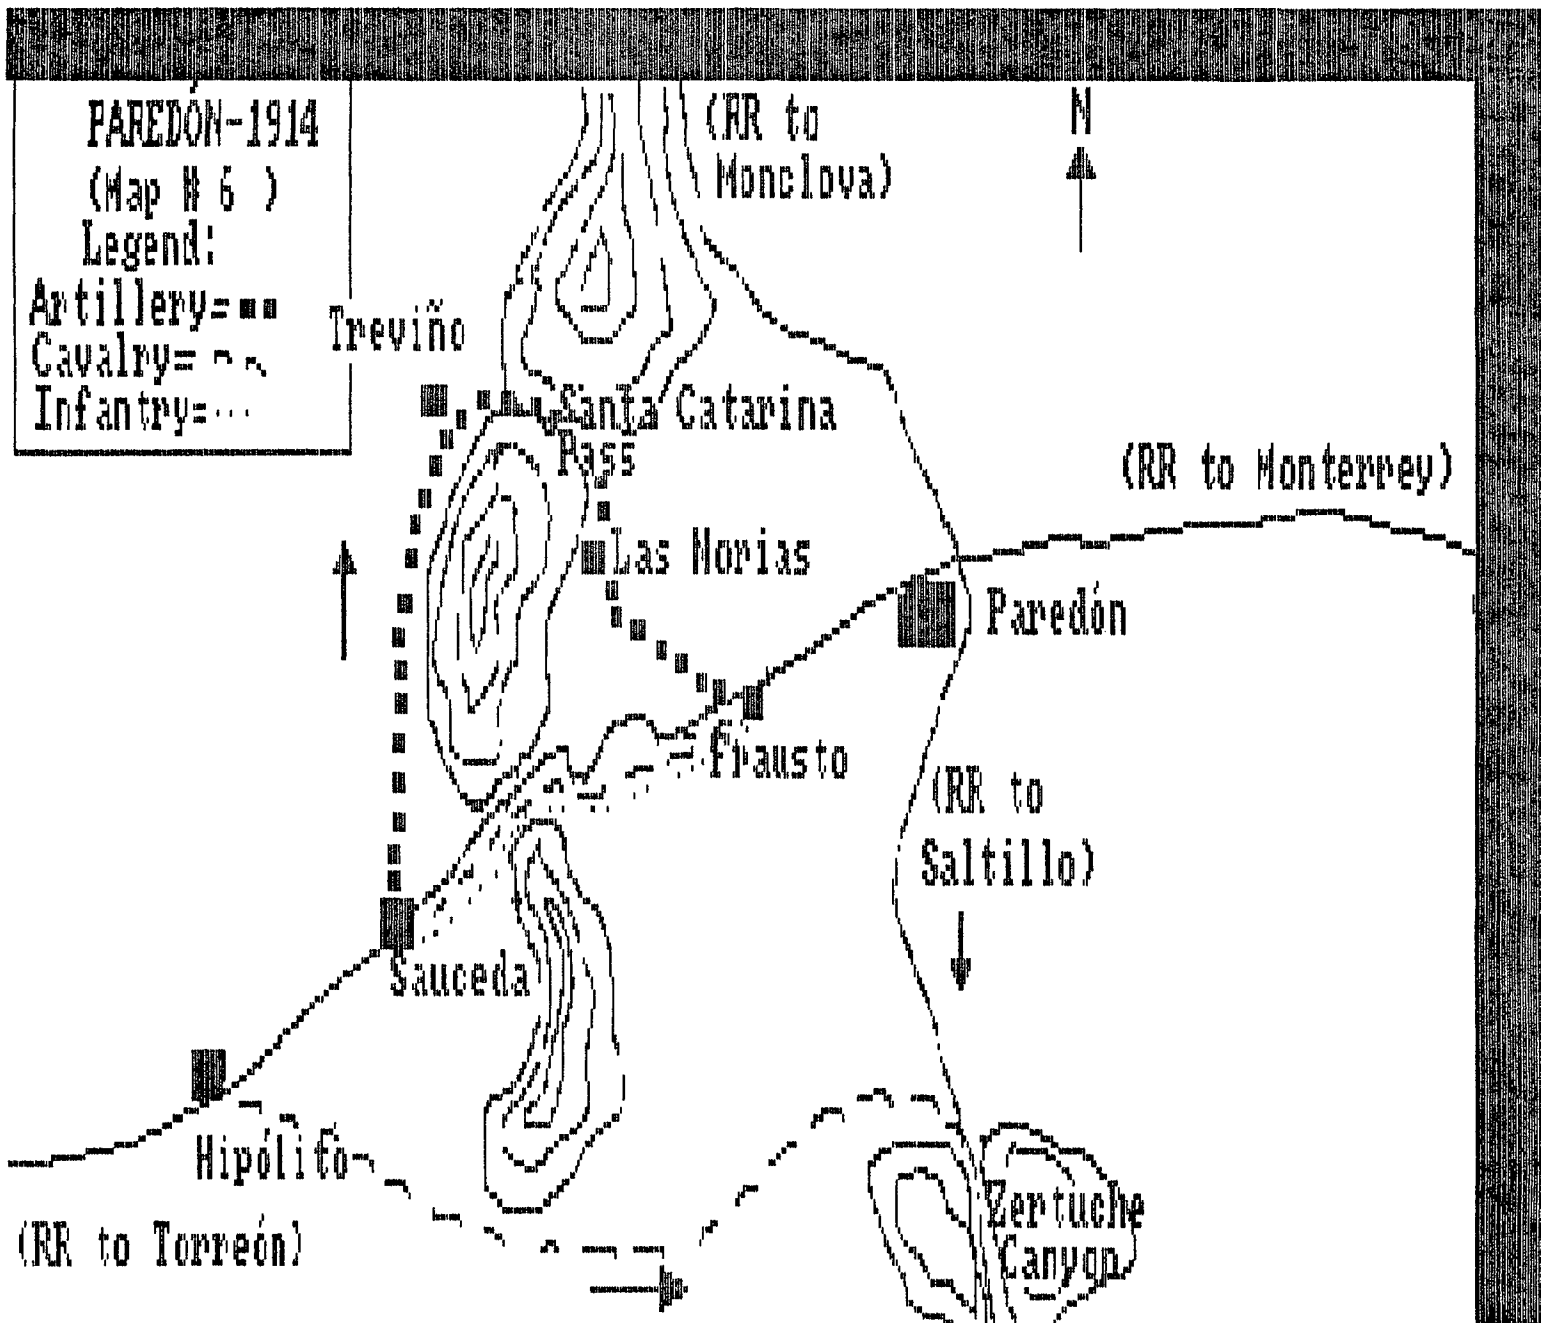 PAREDÓN-1914
(Map # 6 )
Legend:
Artillery=
Cavalry=
Infantry=...
(RR to
Monclova)
N
Treviño
Santa Catarina
Pass
(RR to Monterrey)
Las Norias
Paredón
Frausto
(RR to
Saltillo)
Sauceda
Hipólito
Zertuche
Canyon
(RR to Torreón)